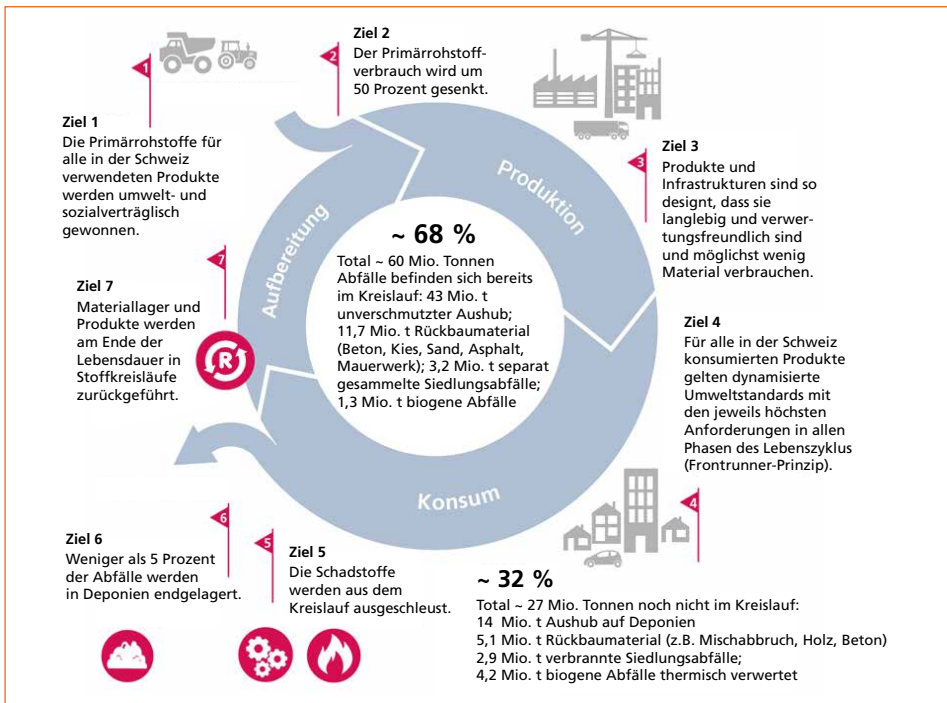 Ziel 1
Die Primärrohstoffe für
alle in der Schweiz
verwendeten Produkte
werden umwelt- und
sozialverträglich
gewonnen.
1
Ziel 2
Der Primärrohstoff-
verbrauch wird um
50 Prozent gesenkt.
2
Ziel 3
Produkte und
Infrastrukturen sind so
designt, dass sie
langlebig und verwer-
tungsfreundlich sind
und möglichst wenig
Material verbrauchen.
3
Ziel 4
Für alle in der Schweiz
konsumierten Produkte
gelten dynamisierte
Umweltstandards mit
den jeweils höchsten
Anforderungen in allen
Phasen des Lebenszyklus
(Frontrunner-Prinzip).
4
Ziel 5
Die Schadstoffe
werden aus dem
Kreislauf ausgeschleust.
5
Ziel 6
Weniger als 5 Prozent
der Abfälle werden
in Deponien endgelagert.
6
Ziel 7
Materiallager und
Produkte werden
am Ende der
Lebensdauer in
Stoffkreisläufe
zurückgeführt.
7
R
Aufbereitung
Produktion
Konsum
~ 68 %
Total ~ 60 Mio. Tonnen
Abfälle befinden sich bereits
im Kreislauf: 43 Mio. t
unverschmutzter Aushub;
11,7 Mio. t Rückbaumaterial
(Beton, Kies, Sand, Asphalt,
Mauerwerk); 3,2 Mio. t separat
gesammelte Siedlungsabfälle;
1,3 Mio. t biogene Abfälle
~ 32 %
Total ~ 27 Mio. Tonnen noch nicht im Kreislauf:
14 Mio. t Aushub auf Deponien
5,1 Mio. t Rückbaumaterial (z.B. Mischabbruch, Holz, Beton)
2,9 Mio. t verbrannte Siedlungsabfälle;
4,2 Mio. t biogene Abfälle thermisch verwertet